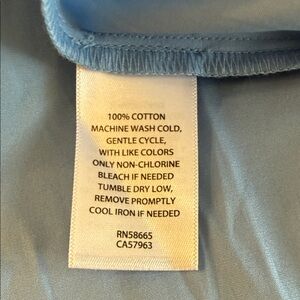 100% COTTON
MACHINE WASH COLD,
GENTLE CYCLE,
WITH LIKE COLORS
ONLY NON-CHLORINE
BLEACH IF NEEDED
TUMBLE DRY LOW,
REMOVE PROMPTLY
COOL IRON IF NEEDED
RN58665
CA57963